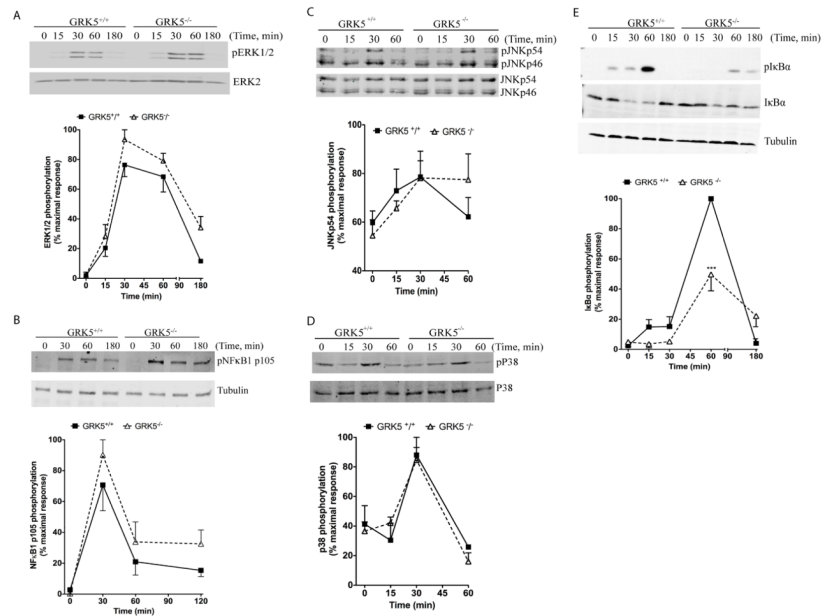 A
GRK5+/+ GRK5-/-
0 15 30 60 180 0 15 30 60 180 (Time, min)
pERK1/2
ERK2
GRK5+/+ GRK5-/-
ERK1/2 phosphorylation
(% maximal response)
100
80
60
40
20
0
0 15 30 45 60 90 180
Time (min)
B
GRK5+/+ GRK5-/-
0 30 60 180 0 30 60 180 (Time, min)
pNFκB1 p105
Tubulin
GRK5+/+ GRK5-/-
NFκB1 p105 phosphorylation
(% maximal response)
100
80
60
40
20
0
0 30 60 90 120
Time (min)
C
GRK5+/+ GRK5-/-
0 15 30 60 0 15 30 60 (Time, min)
pJNKp54
pJNKp46
JNKp54
JNKp46
GRK5 +/+ GRK5 -/-
JNKp54 phosphorylation
(% maximal response)
100
80
60
40
0 15 30 45 60
Time (min)
D
GRK5+/+ GRK5-/-
0 15 30 60 0 15 30 60 (Time, min)
pP38
P38
GRK5 +/+ GRK5 -/-
p38 phosphorylation
(% maximal response)
100
80
60
40
20
0
0 15 30 45 60
Time (min)
E
GRK5+/+ GRK5-/-
0 15 30 60 180 0 15 30 60 180 (Time, min)
pIκBα
IκBα
Tubulin
GRK5 +/+ GRK5 -/-
IκBα phosphorylation
(% maximal response)
100
80
60
40
20
0
***
0 15 30 45 60 90 180
Time (min)